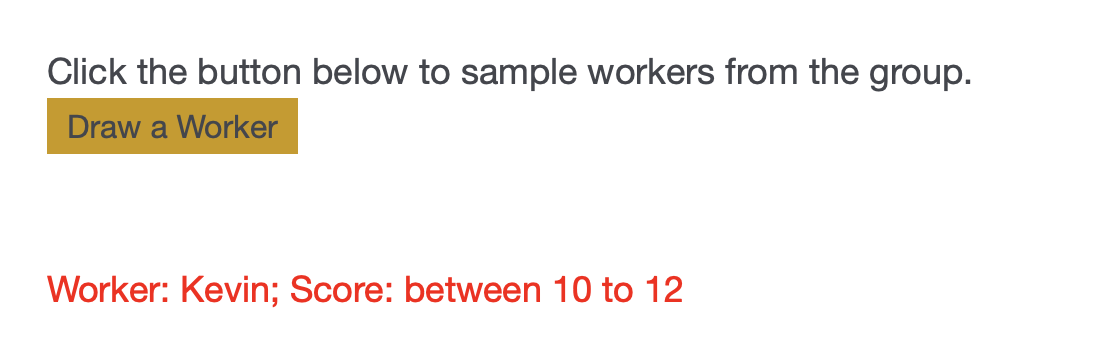 Click the button below to sample workers from the group.
Draw a Worker
Worker: Kevin; Score: between 10 to 12